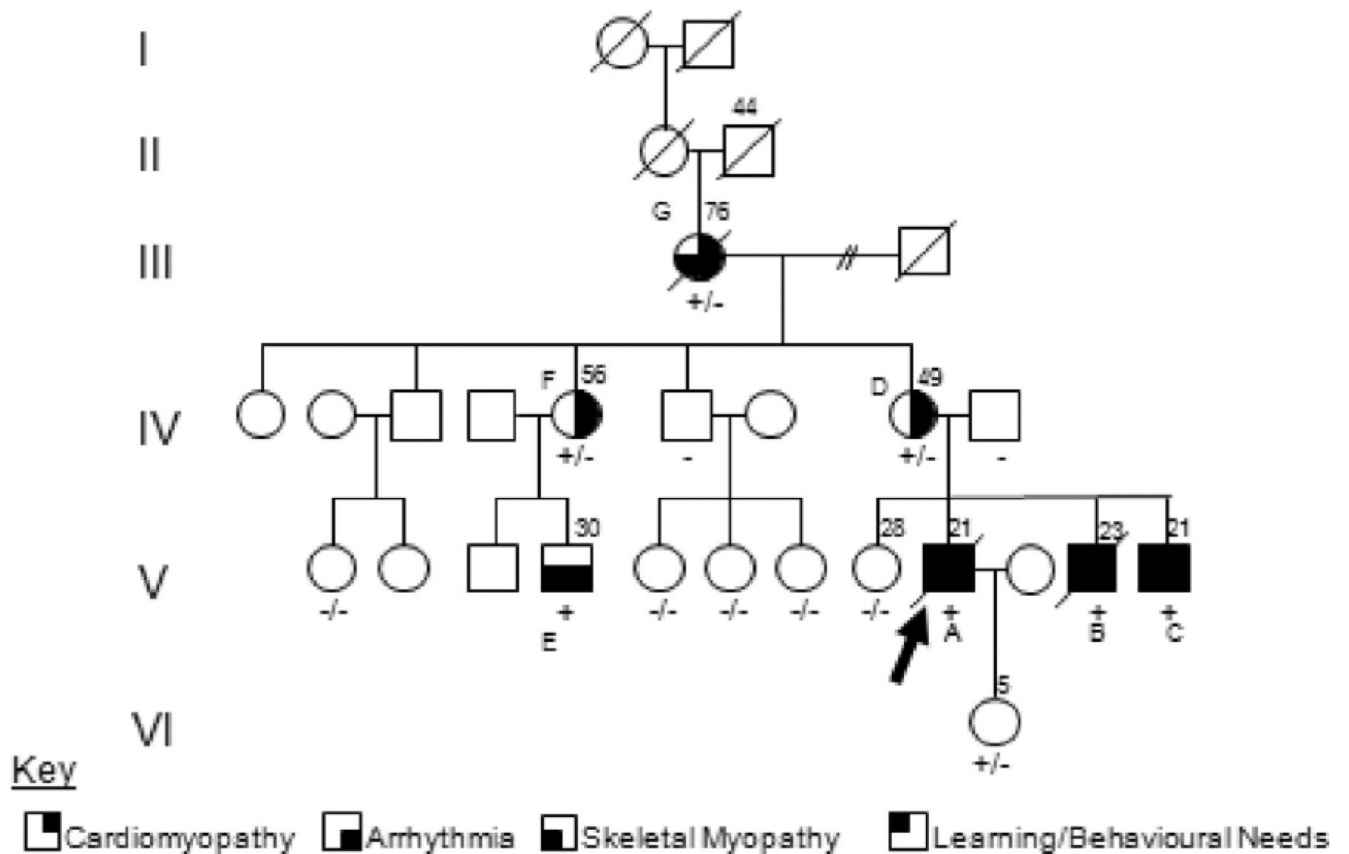 I
44
II
G 76
III
+/-
F 56 D 49
IV
+/- - +/- -
30 28 21 23 21
V
-/- + -/- -/- -/- -/- + + +
E A B C
5
VI
+/-
Key
Cardiomyopathy Arrhythmia Skeletal Myopathy Learning/Behavioural Needs